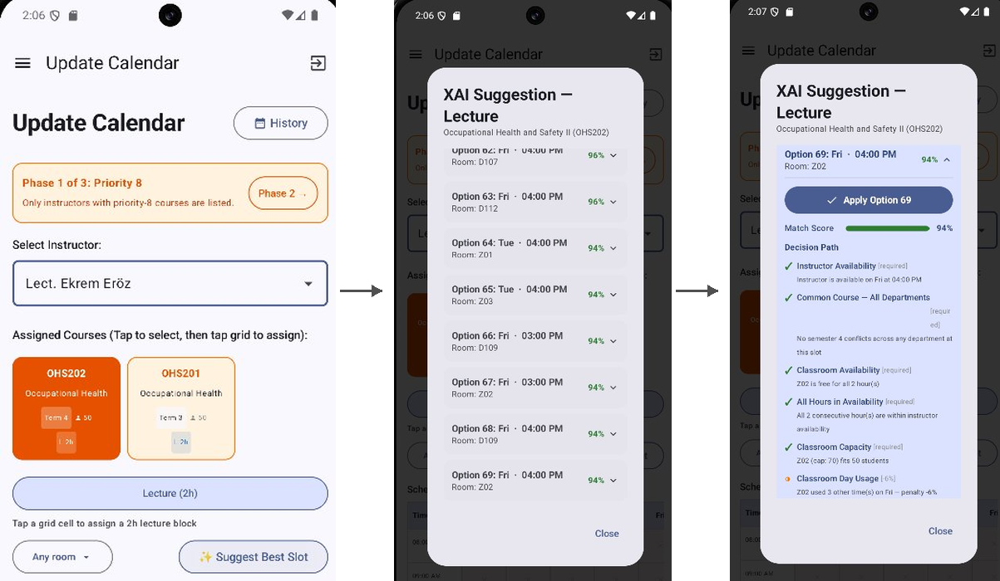 2:06
Update Calendar
Update Calendar
History
Phase 1 of 3: Priority 8
Only instructors with priority-8 courses are listed.
Phase 2 →
Select Instructor:
Lect. Ekrem Eröz
Assigned Courses (Tap to select, then tap grid to assign):
OHS202
Occupational Health
Term 4
50
L 2h
OHS201
Occupational Health
Term 3
50
L 2h
Lecture (2h)
Tap a grid cell to assign a 2h lecture block
Any room
✨ Suggest Best Slot
2:06
Update Calendar
XAI Suggestion —
Lecture
Occupational Health and Safety II (OHS202)
Option 62: Fri · 04:00 PM
Room: D107
96%
Option 63: Fri · 04:00 PM
Room: D112
96%
Option 64: Tue · 04:00 PM
Room: Z01
94%
Option 65: Tue · 04:00 PM
Room: Z03
94%
Option 66: Fri · 03:00 PM
Room: D109
94%
Option 67: Fri · 03:00 PM
Room: Z02
94%
Option 68: Fri · 04:00 PM
Room: D109
94%
Option 69: Fri · 04:00 PM
Room: Z02
94%
Close
2:07
Update Calendar
XAI Suggestion —
Lecture
Occupational Health and Safety II (OHS202)
Option 69: Fri · 04:00 PM
Room: Z02
94%
✓ Apply Option 69
Match Score 94%
Decision Path
✓ Instructor Availability [required]
Instructor is available on Fri at 04:00 PM
✓ Common Course — All Departments
[requir
ed]
No semester 4 conflicts across any department at
this slot
✓ Classroom Availability [required]
Z02 is free for all 2 hour(s)
✓ All Hours in Availability [required]
All 2 consecutive hour(s) are within instructor
availability
✓ Classroom Capacity [required]
Z02 (cap: 70) fits 50 students
Classroom Day Usage [-6%]
Z02 used 3 other time(s) on Fri — penalty -6%
Close